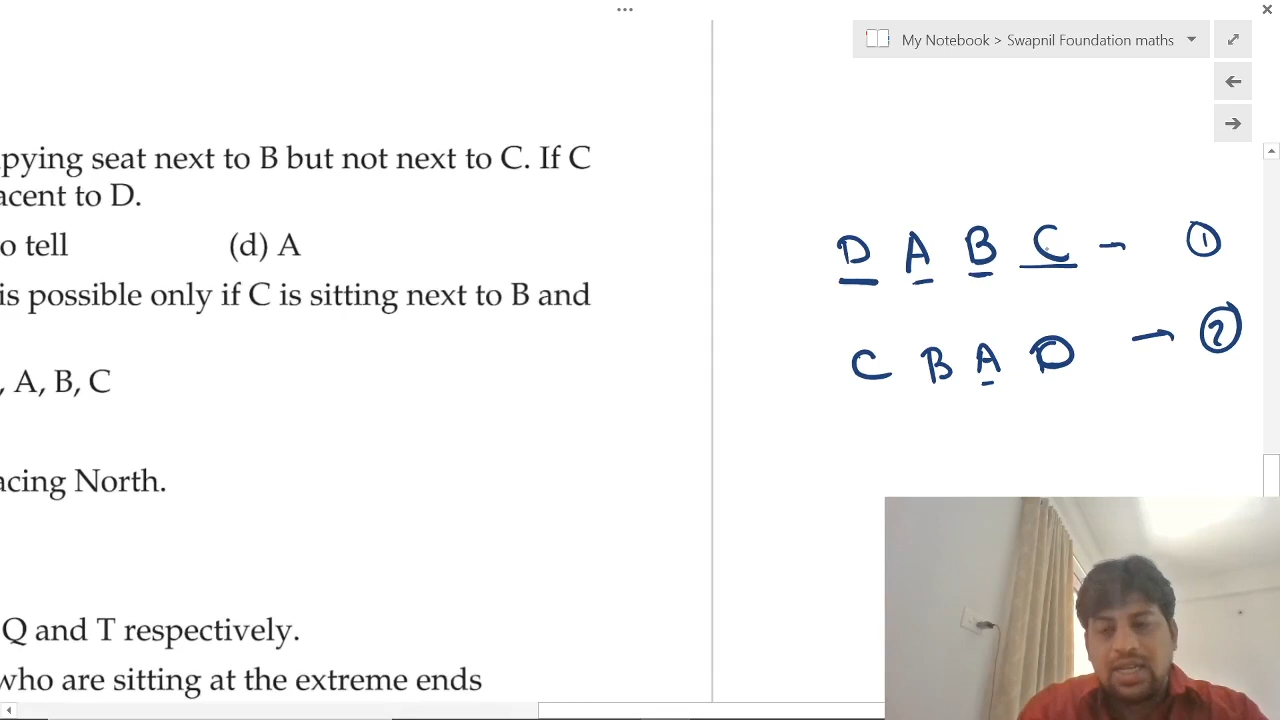 My Notebook > Swapnil Foundation maths
pying seat next to B but not next to C. If C
acent to D.
o tell (d) A
is possible only if C is sitting next to B and
, A, B, C
acing North.
Q and T respectively.
who are sitting at the extreme ends
D A B C - 1
C B A D - 2